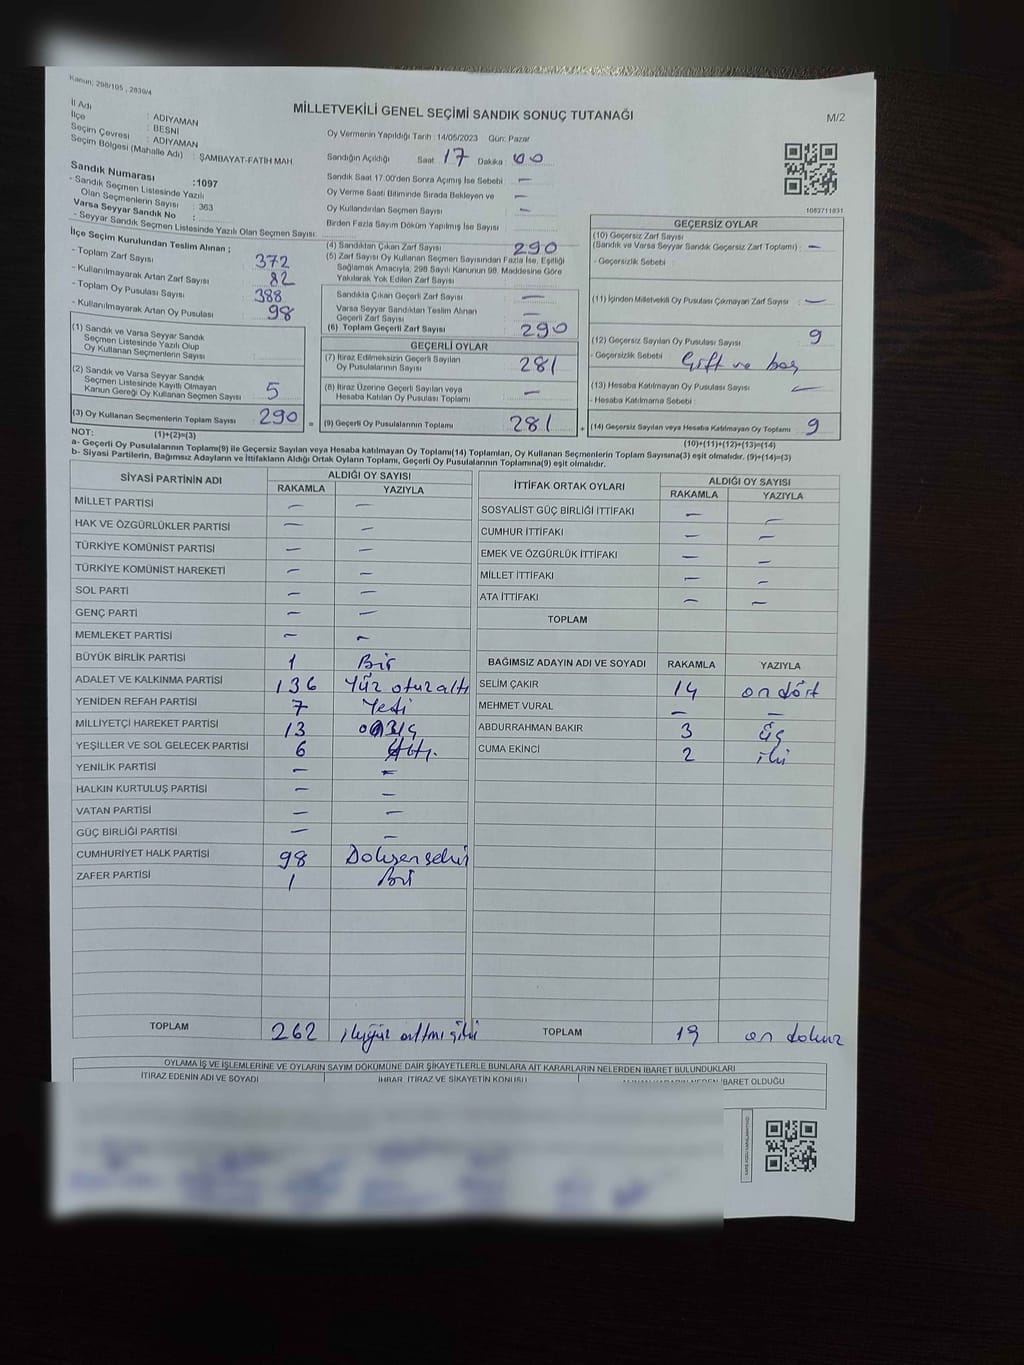 Kanun; 298/105 , 2839/4
MİLLETVEKİLİ GENEL SEÇİMİ SANDIK SONUÇ TUTANAĞI
M/2
İl Adı : ADIYAMAN
İlçe : BESNİ
Seçim Çevresi : ADIYAMAN
Seçim Bölgesi (Mahalle Adı) : ŞAMBAYAT-FATİH MAH.
Sandık Numarası :1097
- Sandık Seçmen Listesinde Yazılı
Olan Seçmenlerin Sayısı : 363
Varsa Seyyar Sandık No :
- Seyyar Sandık Seçmen Listesinde Yazılı Olan Seçmen Sayısı:
Oy Vermenin Yapıldığı Tarih : 14/05/2023 Gün: Pazar
Sandığın Açıldığı Saat 17 Dakika : 00
Sandık Saat 17.00'den Sonra Açımış İse Sebebi : —
Oy Verme Saati Bitiminde Sırada Bekleyen ve —
Oy Kullandırılan Seçmen Sayısı : —
Birden Fazla Sayım Döküm Yapılmış İse Sayısı :
1083711831
İlçe Seçim Kurulundan Teslim Alınan ;
- Toplam Zarf Sayısı 372
- Kullanılmayarak Artan Zarf Sayısı 82
- Toplam Oy Pusulası Sayısı 388
- Kullanılmayarak Artan Oy Pusulası 98
(1) Sandık ve Varsa Seyyar Sandık
Seçmen Listesinde Yazılı Olup
Oy Kullanan Seçmenlerin Sayısı
(2) Sandık ve Varsa Seyyar Sandık
Seçmen Listesinde Kayıtlı Olmayan
Kanun Gereği Oy Kullanan Seçmen Sayısı 5
(3) Oy Kullanan Seçmenlerin Toplam Sayısı 290 =
(4) Sandıktan Çıkan Zarf Sayısı 290
(5) Zarf Sayısı Oy Kullanan Seçmen Sayısından Fazla İse, Eşitliği
Sağlamak Amacıyla, 298 Sayılı Kanunun 98. Maddesine Göre
Yakılarak Yok Edilen Zarf Sayısı
Sandıkta Çıkan Geçerli Zarf Sayısı —
Varsa Seyyar Sandıktan Teslim Alınan
Geçerli Zarf Sayısı —
(6) Toplam Geçerli Zarf Sayısı 290
GEÇERLİ OYLAR
(7) İtiraz Edilmeksizin Geçerli Sayılan
Oy Pusulalarının Sayısı 281
(8) İtiraz Üzerine Geçerli Sayılan veya
Hesaba Katılan Oy Pusulası Toplamı —
(9) Geçerli Oy Pusulalarının Toplamı 281 +
GEÇERSİZ OYLAR
(10) Geçersiz Zarf Sayısı
(Sandık ve Varsa Seyyar Sandık Geçersiz Zarf Toplamı) : —
- Geçersizlik Sebebi :
(11) İçinden Milletvekili Oy Pusulası Çıkmayan Zarf Sayısı : —
(12) Geçersiz Sayılan Oy Pusulası Sayısı 9
- Geçersizlik Sebebi : Çift ve boş
(13) Hesaba Katılmayan Oy Pusulası Sayısı : —
- Hesaba Katılmama Sebebi :
(14) Geçersiz Sayılan veya Hesaba Katılmayan Oy Toplamı 9
NOT: (1)+(2)=(3)
(10)+(11)+(12)+(13)=(14)
a- Geçerli Oy Pusulalarının Toplamı(9) ile Geçersiz Sayılan veya Hesaba katılmayan Oy Toplamı(14) Toplamları, Oy Kullanan Seçmenlerin Toplam Sayısına(3) eşit olmalıdır. (9)+(14)=(3)
b- Siyasi Partilerin, Bağımsız Adayların ve İttifakların Aldığı Ortak Oyların Toplamı, Geçerli Oy Pusulalarının Toplamına(9) eşit olmalıdır.
SİYASİ PARTİNİN ADI ALDIĞI OY SAYISI
RAKAMLA YAZIYLA
MİLLET PARTİSİ — —
HAK VE ÖZGÜRLÜKLER PARTİSİ — —
TÜRKİYE KOMÜNİST PARTİSİ — —
TÜRKİYE KOMÜNİST HAREKETİ — —
SOL PARTİ — —
GENÇ PARTİ — —
MEMLEKET PARTİSİ — —
BÜYÜK BİRLİK PARTİSİ 1 Bir
ADALET VE KALKINMA PARTİSİ 136 Yüz otuz altı
YENİDEN REFAH PARTİSİ 7 Yedi
MİLLİYETÇİ HAREKET PARTİSİ 13
YEŞİLLER VE SOL GELECEK PARTİSİ 6 Altı.
YENİLİK PARTİSİ — —
HALKIN KURTULUŞ PARTİSİ — —
VATAN PARTİSİ — —
GÜÇ BİRLİĞİ PARTİSİ — —
CUMHURİYET HALK PARTİSİ 98 Doksan sekiz
ZAFER PARTİSİ 1 Bir
TOPLAM 262 ikiyüz altmış iki
İTTİFAK ORTAK OYLARI ALDIĞI OY SAYISI
RAKAMLA YAZIYLA
SOSYALİST GÜÇ BİRLİĞİ İTTİFAKI — —
CUMHUR İTTİFAKI — —
EMEK VE ÖZGÜRLÜK İTTİFAKI — —
MİLLET İTTİFAKI — —
ATA İTTİFAKI — —
TOPLAM
BAĞIMSIZ ADAYIN ADI VE SOYADI RAKAMLA YAZIYLA
SELİM ÇAKIR 14 on dört
MEHMET VURAL — —
ABDURRAHMAN BAKIR 3 üç
CUMA EKİNCİ 2 iki
TOPLAM 19 on dokuz
OYLAMA İŞ VE İŞLEMLERİNE VE OYLARIN SAYIM DÖKÜMÜNE DAİR ŞİKAYETLERLE BUNLARA AİT KARARLARIN NELERDEN İBARET BULUNDUKLARI
İTİRAZ EDENİN ADI VE SOYADI İHBAR, İTİRAZ VE ŞİKAYETİN KONUSU İBARET OLDUĞU